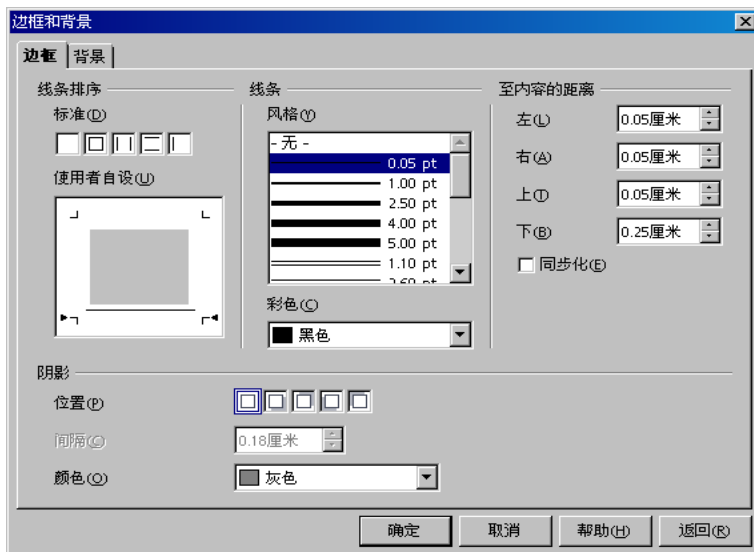 边框和背景
边框 背景
线条排序
标准(D)
使用者自设(U)
线条
风格(Y)
- 无 -
0.05 pt
1.00 pt
2.50 pt
4.00 pt
5.00 pt
1.10 pt
2.60 pt
彩色(C)
黑色
至内容的距离
左(L) 0.05厘米
右(A) 0.05厘米
上(T) 0.05厘米
下(B) 0.25厘米
同步化(E)
阴影
位置(P)
间隔(C) 0.18厘米
颜色(O) 灰色
确定 取消 帮助(H) 返回(R)